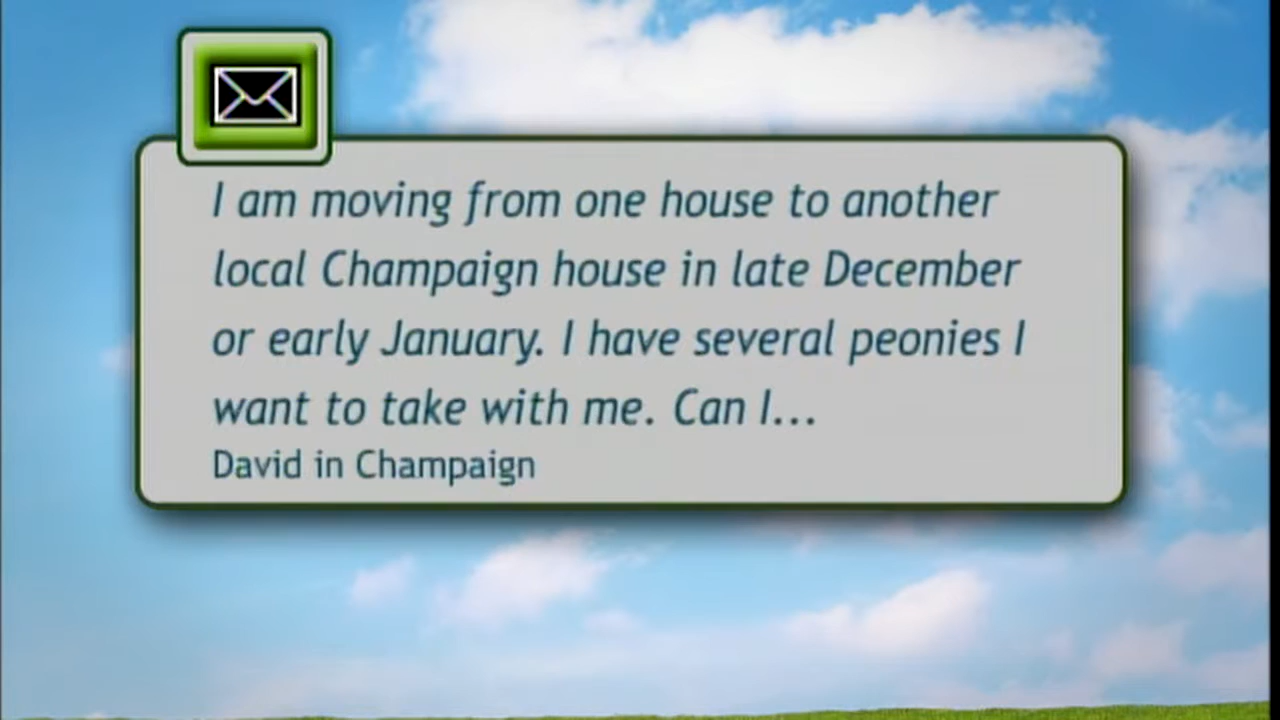 I am moving from one house to another
local Champaign house in late December
or early January. I have several peonies I
want to take with me. Can I...
David in Champaign